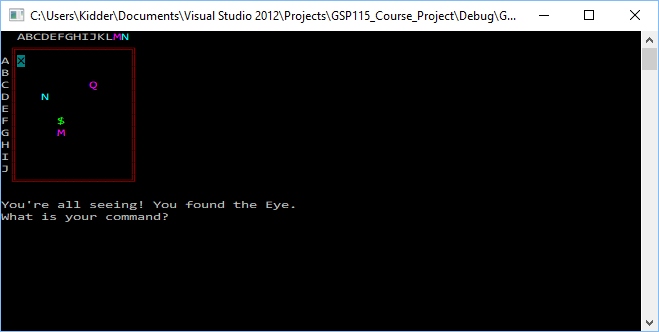 C:\Users\Kidder\Documents\Visual Studio 2012\Projects\GSP115_Course_Project\Debug\G...
ABCDEFGHIJKLMN
A X
B
C Q
D N
E
F $
G M
H
I
J
You're all seeing! You found the Eye.
What is your command?